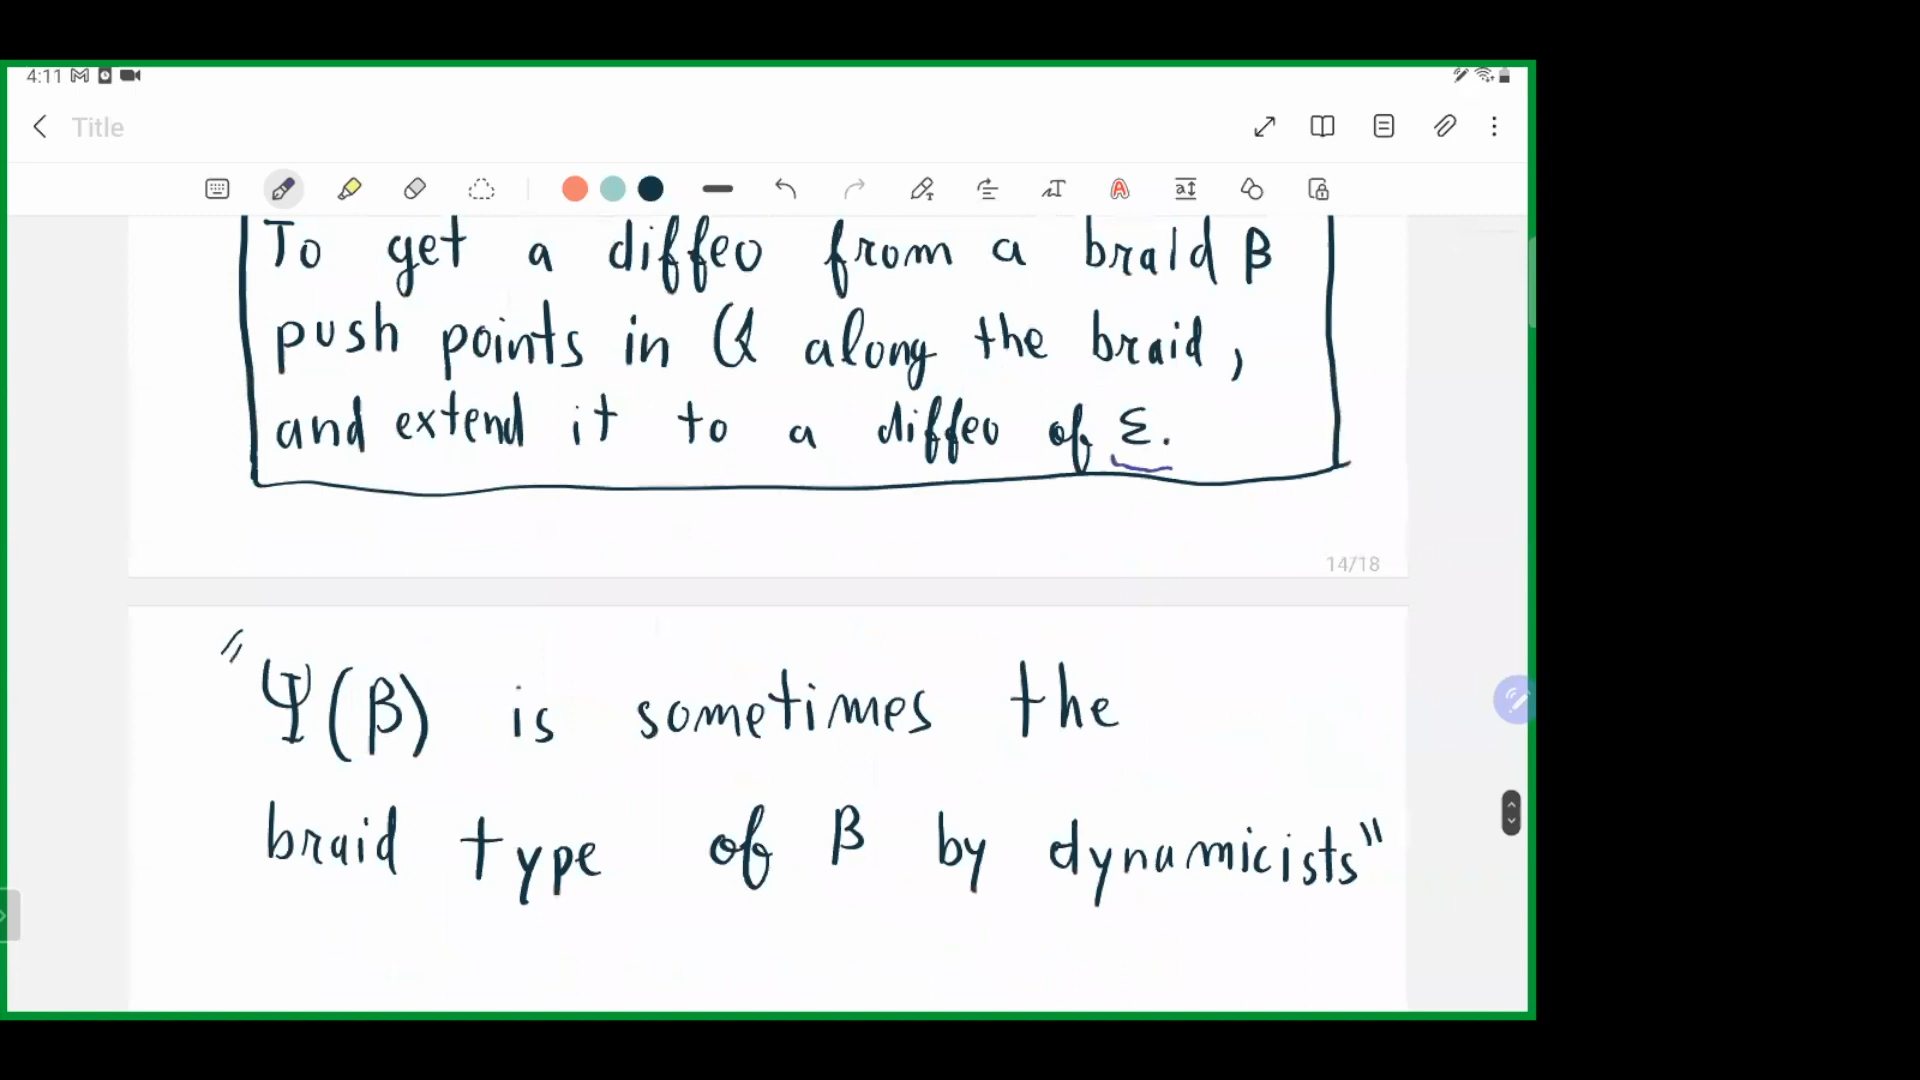 4:11
Title
To get a diffeo from a braid β
push points in Q along the braid,
and extend it to a diffeo of Σ.
14/18
"Ψ(β) is sometimes the
braid type of β by dynamicists"